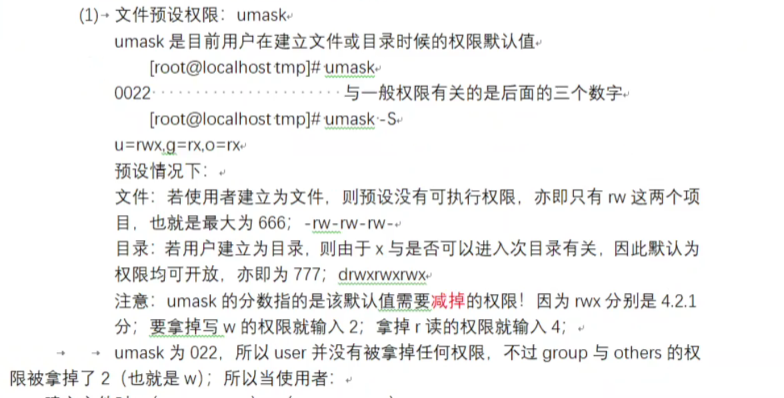 (1) 文件预设权限：umask
umask 是目前用户在建立文件或目录时候的权限默认值
[root@localhost tmp]# umask
0022······················与一般权限有关的是后面的三个数字
[root@localhost tmp]# umask -S
u=rwx,g=rx,o=rx
预设情况下：
文件：若使用者建立为文件，则预设没有可执行权限，亦即只有 rw 这两个项
目，也就是最大为 666；-rw-rw-rw-
目录：若用户建立为目录，则由于 x 与是否可以进入次目录有关，因此默认为
权限均可开放，亦即为 777；drwxrwxrwx
注意：umask 的分数指的是该默认值需要减掉的权限！因为 rwx 分别是 4.2.1
分；要拿掉写 w 的权限就输入 2；拿掉 r 读的权限就输入 4；
umask 为 022，所以 user 并没有被拿掉任何权限，不过 group 与 others 的权
限被拿掉了 2（也就是 w）；所以当使用者：